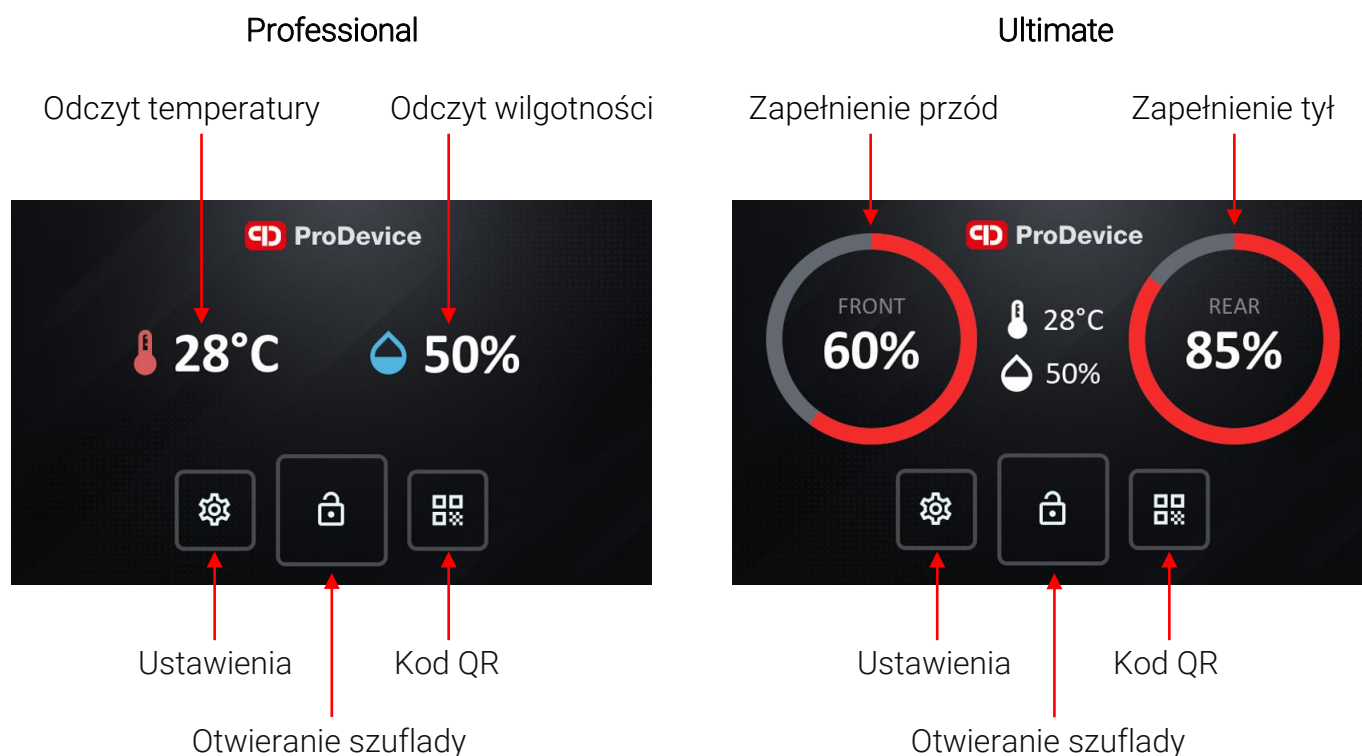 Professional
Ultimate
Odczyt temperatury
Odczyt wilgotności
Zapełnienie przód
Zapełnienie tył
ProDevice
28°C
50%
ProDevice
FRONT
60%
28°C
50%
REAR
85%
Ustawienia
Kod QR
Otwieranie szuflady
Ustawienia
Kod QR
Otwieranie szuflady